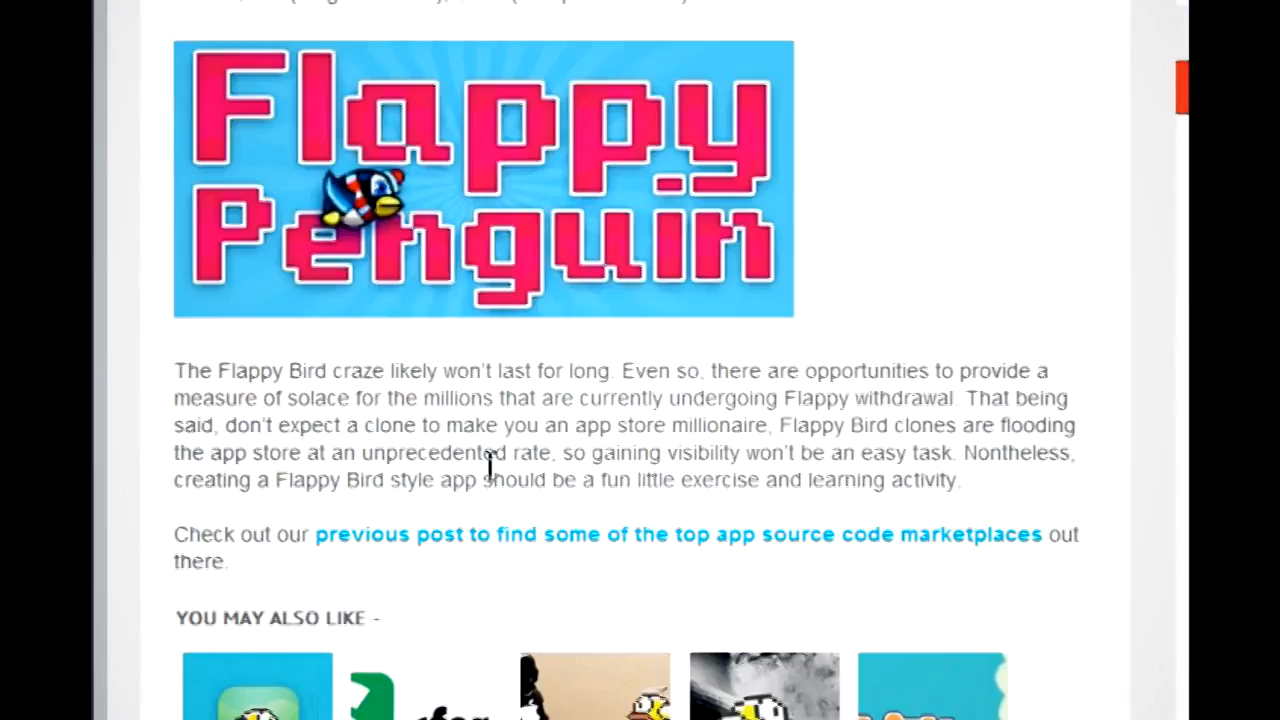 Flappy
Penguin
The Flappy Bird craze likely won't last for long. Even so, there are opportunities to provide a
measure of solace for the millions that are currently undergoing Flappy withdrawal. That being
said, don't expect a clone to make you an app store millionaire, Flappy Bird clones are flooding
the app store at an unprecedented rate, so gaining visibility won't be an easy task. Nontheless,
creating a Flappy Bird style app should be a fun little exercise and learning activity.
Check out our previous post to find some of the top app source code marketplaces out
there.
YOU MAY ALSO LIKE -